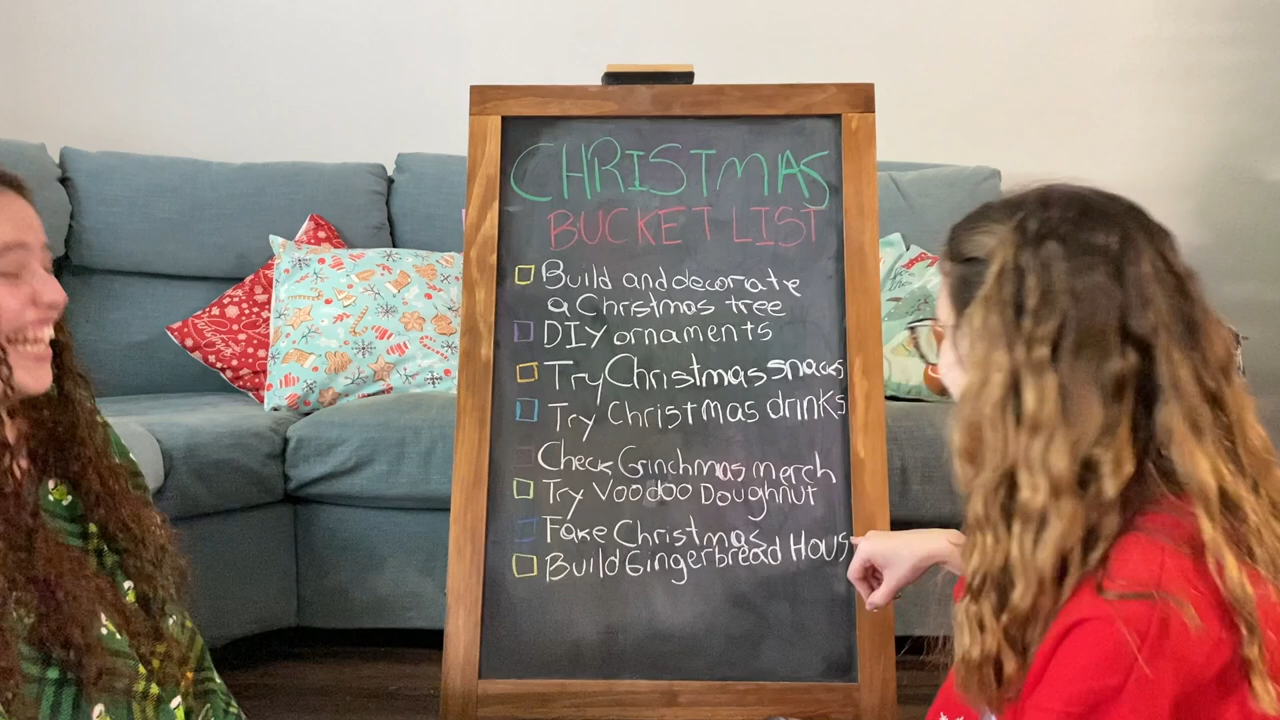 CHRISTMAS
BUCKET LIST
Build and decorate
a Christmas tree
DIY ornaments
Try Christmas snacks
Try Christmas drinks
Check Grinchmas merch
Try Voodoo Doughnut
Fake Christmas
Build Gingerbread Hous